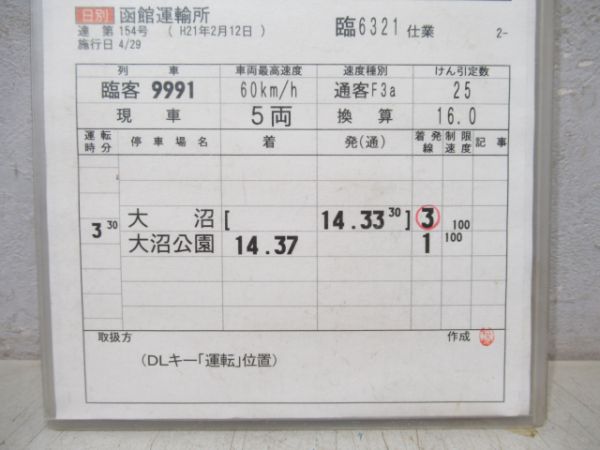 日別 函館運輸所
達 第 154号 ( H21年2月12日 ) 臨6321 仕業 2-
施行日 4/29
列 車 車両最高速度 速度種別 けん引定数
臨客 9991 60km/h 通客F3a 25
現 車 5両 換 算 16.0
運転時分 停車場名 着 発(通) 着発線 制限速度 記事
3 30 大 沼 [ 14.33 30 ] 3 100
大沼公園 14.37 1 100
取扱方 作成
(DLキー「運転」位置)